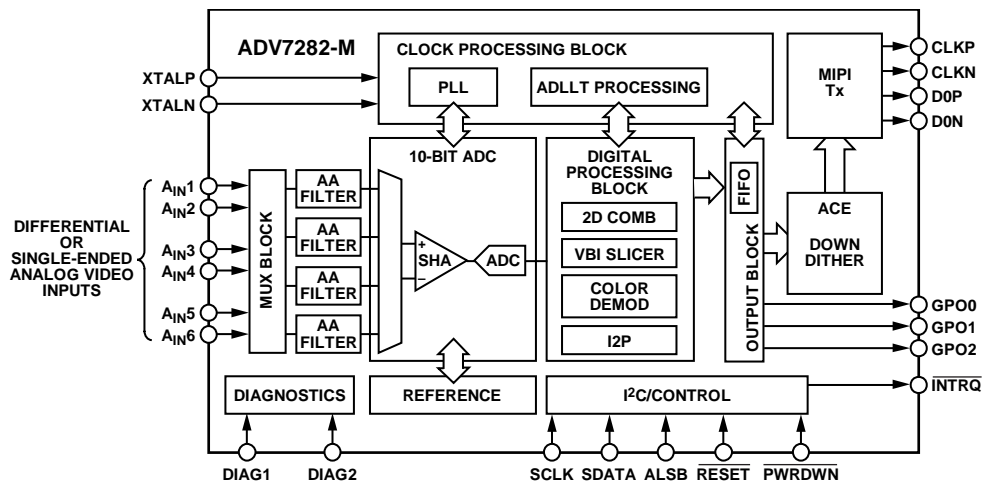 ADV7282-M
CLOCK PROCESSING BLOCK
PLL
ADLLT PROCESSING
XTALP
XTALN
MIPI
Tx
CLKP
CLKN
D0P
D0N
10-BIT ADC
DIGITAL
PROCESSING
BLOCK
2D COMB
VBI SLICER
COLOR
DEMOD
I2P
FIFO
OUTPUT BLOCK
ACE
DOWN
DITHER
DIFFERENTIAL
OR
SINGLE-ENDED
ANALOG VIDEO
INPUTS
AIN1
AIN2
AIN3
AIN4
AIN5
AIN6
MUX BLOCK
AA
FILTER
AA
FILTER
AA
FILTER
AA
FILTER
+
SHA
–
ADC
GPO0
GPO1
GPO2
INTRQ
DIAGNOSTICS
REFERENCE
I2C/CONTROL
DIAG1
DIAG2
SCLK
SDATA
ALSB
RESET
PWRDWN